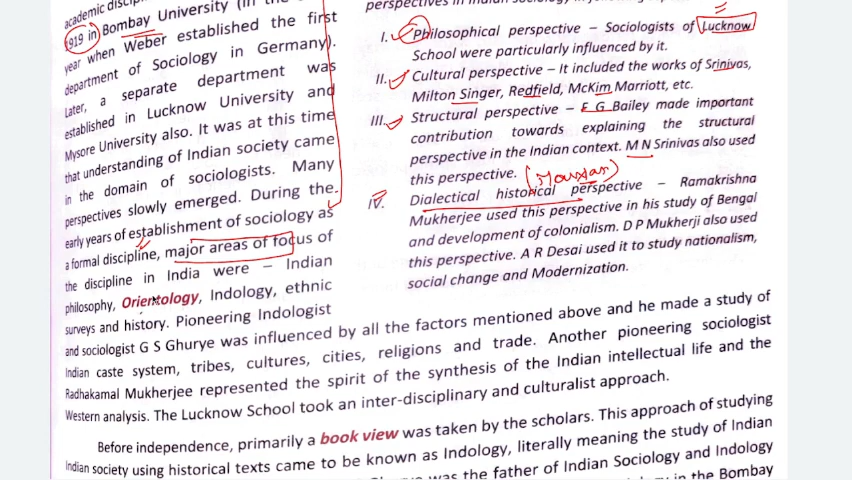 academic
1919 in Bombay University (in the
year when Weber established the first
department of Sociology in Germany).
Later, a separate department was
established in Lucknow University and
Mysore University also. It was at this time
that understanding of Indian society came
in the domain of sociologists. Many
perspectives slowly emerged. During the
early years of establishment of sociology as
a formal discipline, major areas of focus of
the discipline in India were – Indian
philosophy, Orientology, Indology, ethnic
surveys and history. Pioneering Indologist
and sociologist G S Ghurye was influenced by all the factors mentioned above and he made a study of
Indian caste system, tribes, cultures, cities, religions and trade. Another pioneering sociologist
Radhakamal Mukherjee represented the spirit of the synthesis of the Indian intellectual life and the
Western analysis. The Lucknow School took an inter-disciplinary and culturalist approach.
Before independence, primarily a book view was taken by the scholars. This approach of studying
Indian society using historical texts came to be known as Indology, literally meaning the study of Indian
was the father of Indian Sociology and Indology
in the Bombay
I. Philosophical perspective – Sociologists of Lucknow
School were particularly influenced by it.
II. Cultural perspective – It included the works of Srinivas,
Milton Singer, Redfield, McKim Marriott, etc.
III. Structural perspective – F G Bailey made important
contribution towards explaining the structural
perspective in the Indian context. M N Srinivas also used
this perspective.
IV. Dialectical historical perspective – Ramakrishna
Mukherjee used this perspective in his study of Bengal
and development of colonialism. D P Mukherji also used
this perspective. A R Desai used it to study nationalism,
social change and Modernization.